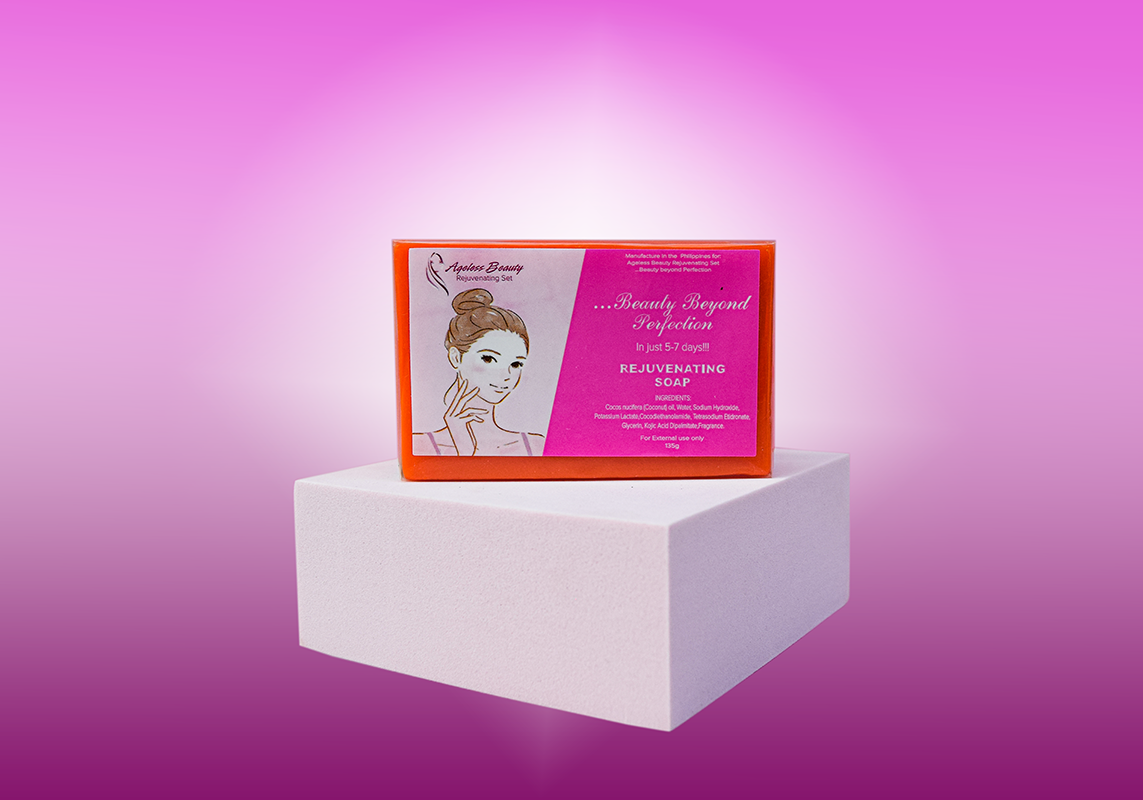 Ageless Beauty
Rejuvenating Set
Manufacture in the Philippines for:
Ageless Beauty Rejuvenating Set
...Beauty beyond Perfection
...Beauty Beyond
Perfection
In just 5-7 days!!!
REJUVENATING
SOAP
INGREDIENTS:
Cocos nucifera (Coconut) oil, Water, Sodium Hydroxide,
Potassium Lactate,Cocodiethanolamide, Tetrasodium Etidronate,
Glycerin, Kojic Acid Dipalmitate,Fragrance.
For External use only
135g